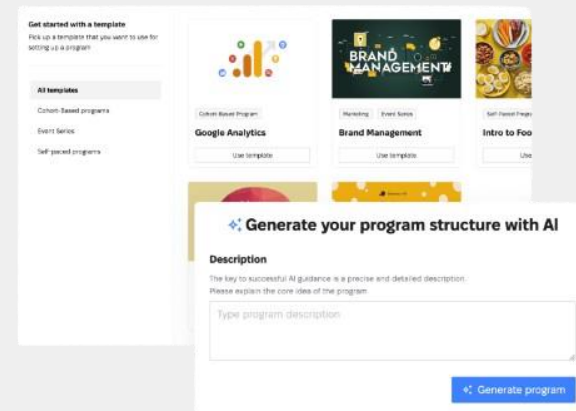 Get started with a template
Pick up a template that you want to use for
setting up a program
All templates
Cohort-Based programs
Event Series
Self-paced programs
BRAND
MANAGEMENT
Cohort-Based Program
Google Analytics
Use template
Marketing Event Series
Brand Management
Use template
Self-Paced
Intro to Foo
Use
Generate your program structure with AI
Description
The key to successful AI guidance is a precise and detailed description.
Please explain the core idea of the program
Type program description
Generate program